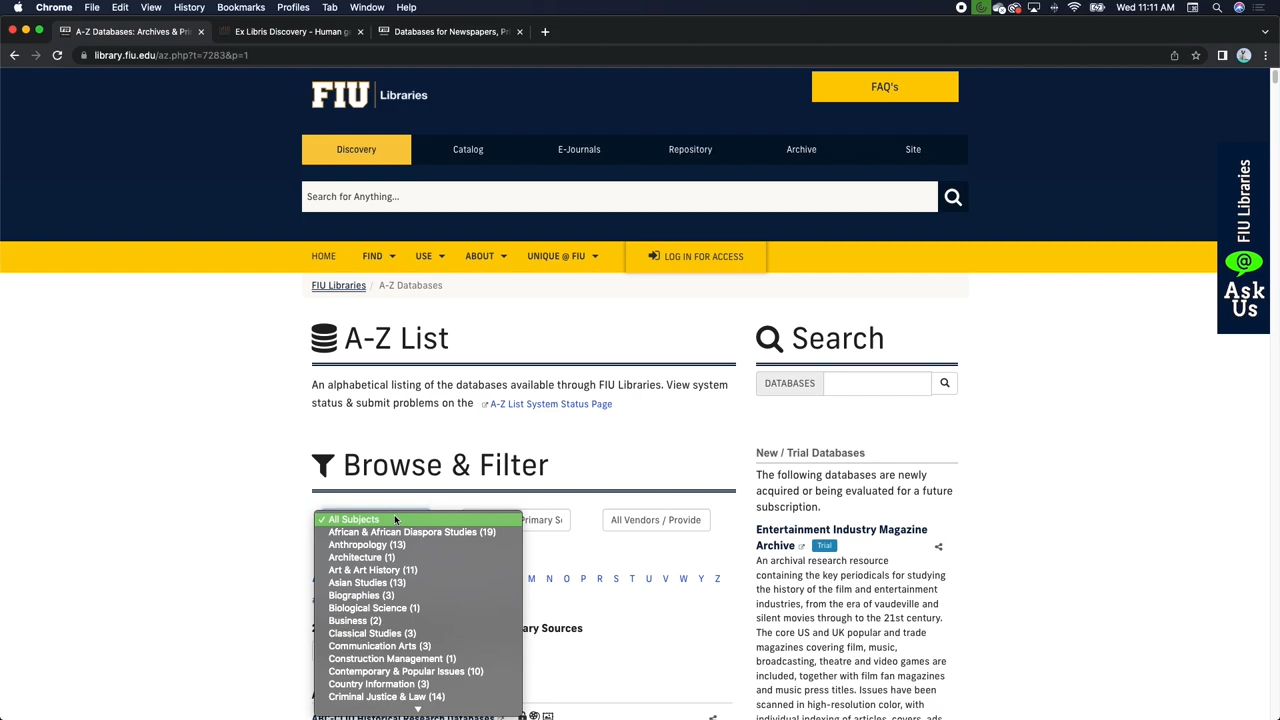 Chrome File Edit View History Bookmarks Profiles Tab Window Help Wed 11:11 AM
A-Z Databases: Archives & Pri Ex Libris Discovery - Human g Databases for Newspapers, Pri
library.fiu.edu/az.php?t=7283&p=1
FIU Libraries
FAQ's
Discovery Catalog E-Journals Repository Archive Site
Search for Anything...
HOME FIND USE ABOUT UNIQUE @ FIU LOG IN FOR ACCESS
FIU Libraries / A-Z Databases
FIU Libraries
@
Ask
Us
A-Z List
An alphabetical listing of the databases available through FIU Libraries. View system
status & submit problems on the A-Z List System Status Page
Browse & Filter
Primary S All Vendors / Provide
✓ All Subjects
African & African Diaspora Studies (19)
Anthropology (13)
Architecture (1)
Art & Art History (11)
Asian Studies (13)
Biographies (3)
Biological Science (1)
Business (2)
Classical Studies (3)
Communication Arts (3)
Construction Management (1)
Contemporary & Popular Issues (10)
Country Information (3)
Criminal Justice & Law (14)
M N O P R S T U V W Y Z
ary Sources
ABC-CLIO Historical Research Databases
Search
DATABASES
New / Trial Databases
The following databases are newly
acquired or being evaluated for a future
subscription.
Entertainment Industry Magazine
Archive Trial
An archival research resource
containing the key periodicals for studying
the history of the film and entertainment
industries, from the era of vaudeville and
silent movies through to the 21st century.
The core US and UK popular and trade
magazines covering film, music,
broadcasting, theatre and video games are
included, together with film fan magazines
and music press titles. Issues have been
scanned in high-resolution color, with
individual indexing of articles, covers, ads